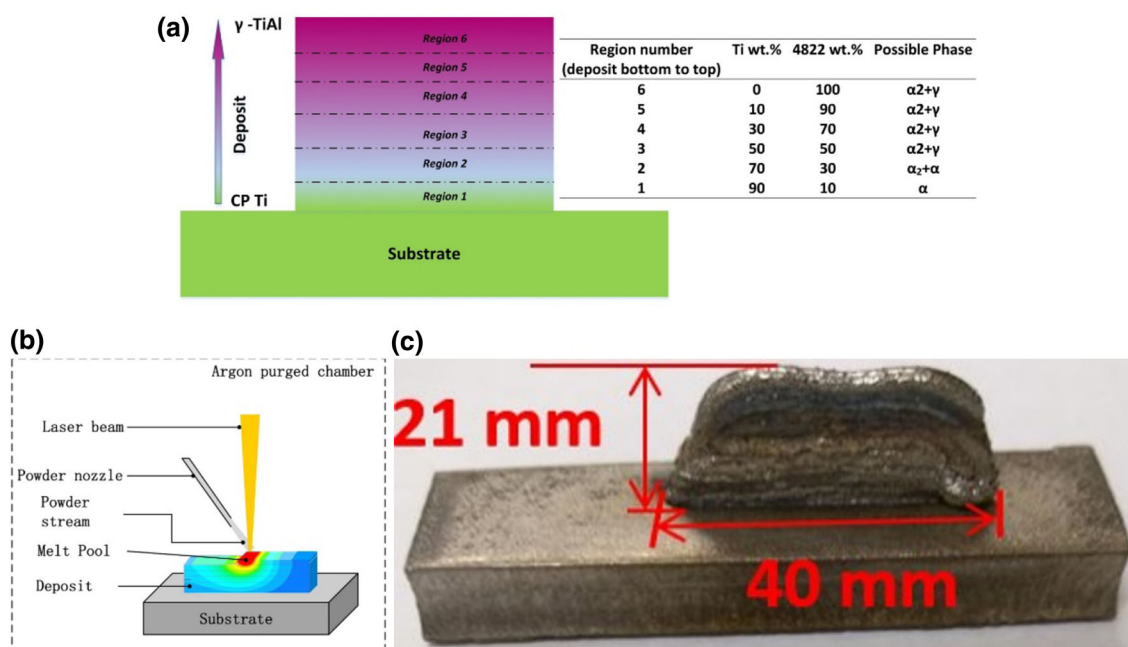 (a)
γ -TiAl
Deposit
CP Ti
Region 6
Region 5
Region 4
Region 3
Region 2
Region 1
Substrate
Region number Ti wt.% 4822 wt.% Possible Phase
(deposit bottom to top)
6 0 100 α2+γ
5 10 90 α2+γ
4 30 70 α2+γ
3 50 50 α2+γ
2 70 30 α₂+α
1 90 10 α
(b)
Argon purged chamber
Laser beam
Powder nozzle
Powder
stream
Melt Pool
Deposit
Substrate
(c)
21 mm
40 mm